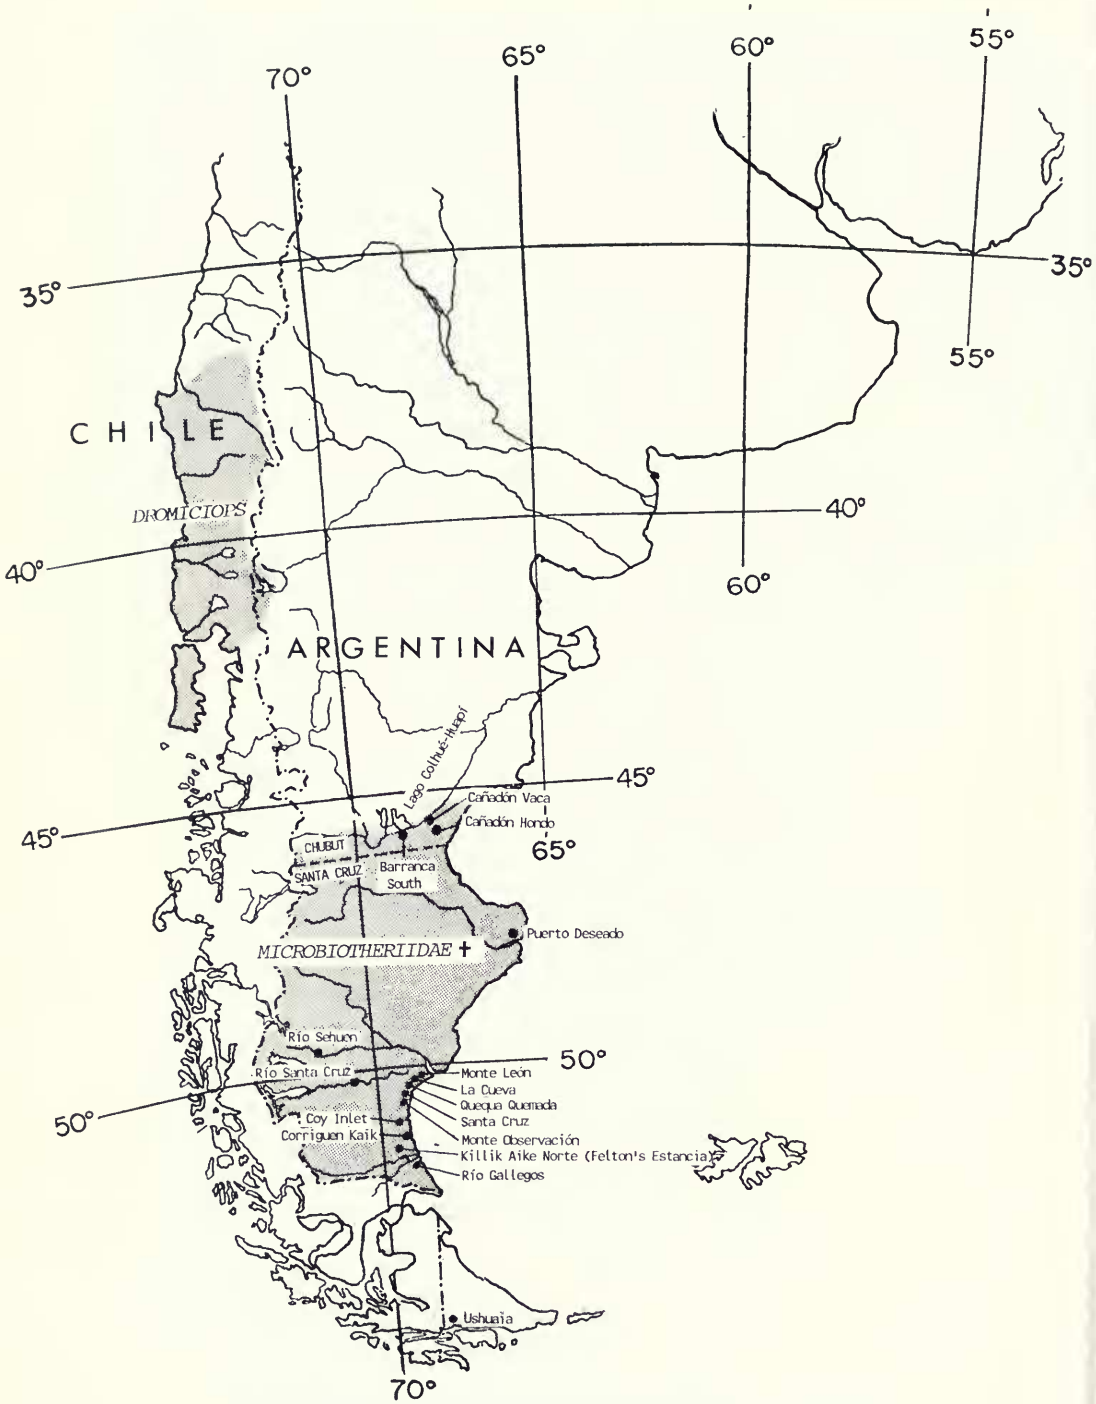 55°
60°
65°
70°
35°
35°
55°
CHILE
DROMICIOPS
40°
40°
60°
ARGENTINA
Lago Colhué-Huapí
45°
45°
Cañadón Vaca
Cañadón Hondo
65°
CHUBUT
SANTA CRUZ
Barranca
South
Puerto Deseado
MICROBIOTHERIIDAE ✝
Río Sehuen
50°
Río Santa Cruz
Monte León
La Cueva
Quequa Quemada
Santa Cruz
50°
Coy Inlet
Corriguen Kaik
Monte Observación
Killik Aike Norte (Felton's Estancia)
Río Gallegos
Ushuaia
70°